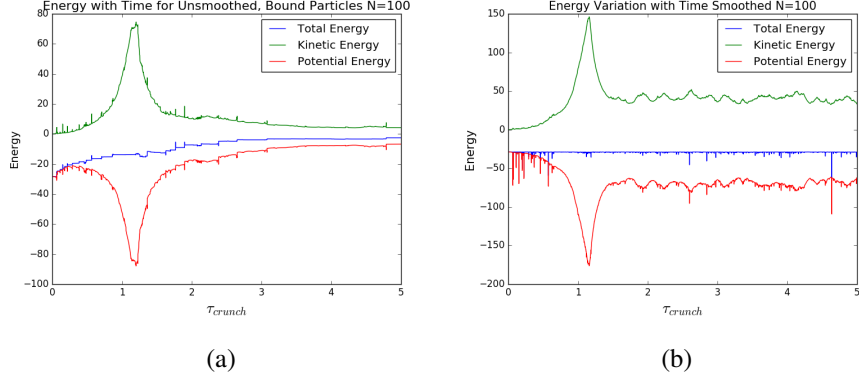 Energy with Time for Unsmoothed, Bound Particles N=100
Total Energy
Kinetic Energy
Potential Energy
80
60
40
20
0
−20
−40
−60
−80
−100
Energy
0 1 2 3 4 5
τcrunch
(a)
Energy Variation with Time Smoothed N=100
Total Energy
Kinetic Energy
Potential Energy
150
100
50
0
−50
−100
−150
−200
Energy
0 1 2 3 4 5
τcrunch
(b)